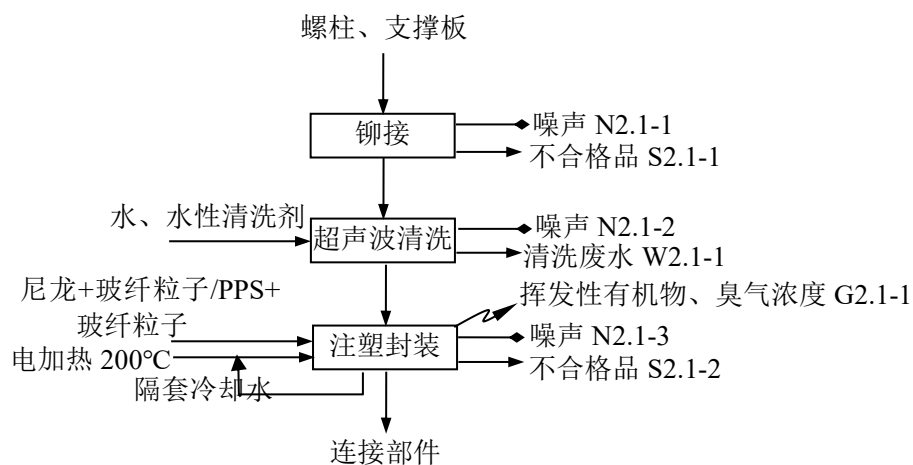 螺柱、支撑板
铆接
噪声 N2.1-1
不合格品 S2.1-1
水、水性清洗剂
超声波清洗
噪声 N2.1-2
清洗废水 W2.1-1
尼龙+玻纤粒子/PPS+
玻纤粒子
挥发性有机物、臭气浓度 G2.1-1
电加热 200℃
注塑封装
噪声 N2.1-3
不合格品 S2.1-2
隔套冷却水
连接部件